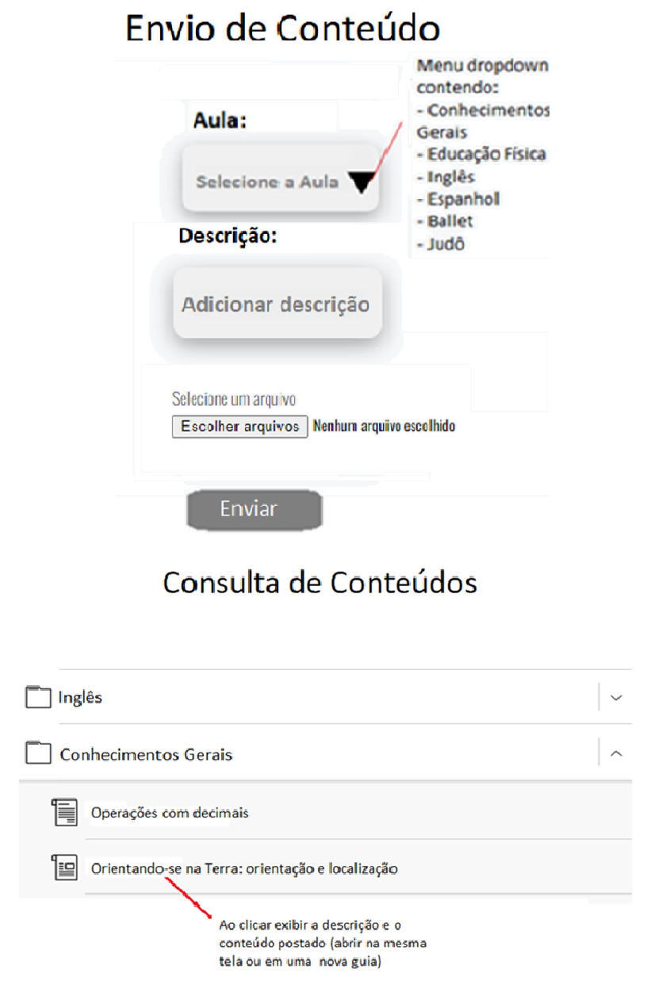 Envio de Conteúdo
Menu dropdown
contendo:
- Conhecimentos
Gerais
- Educação Física
- Inglês
- Espanholl
- Ballet
- Judô
Aula:
Selecione a Aula
Descrição:
Adicionar descrição
Selecione um arquivo
Escolher arquivos Nenhum arquivo escolhido
Enviar
Consulta de Conteúdos
Inglês
Conhecimentos Gerais
Operações com decimais
Orientando-se na Terra: orientação e localização
Ao clicar exibir a descrição e o
conteúdo postado (abrir na mesma
tela ou em uma nova guia)